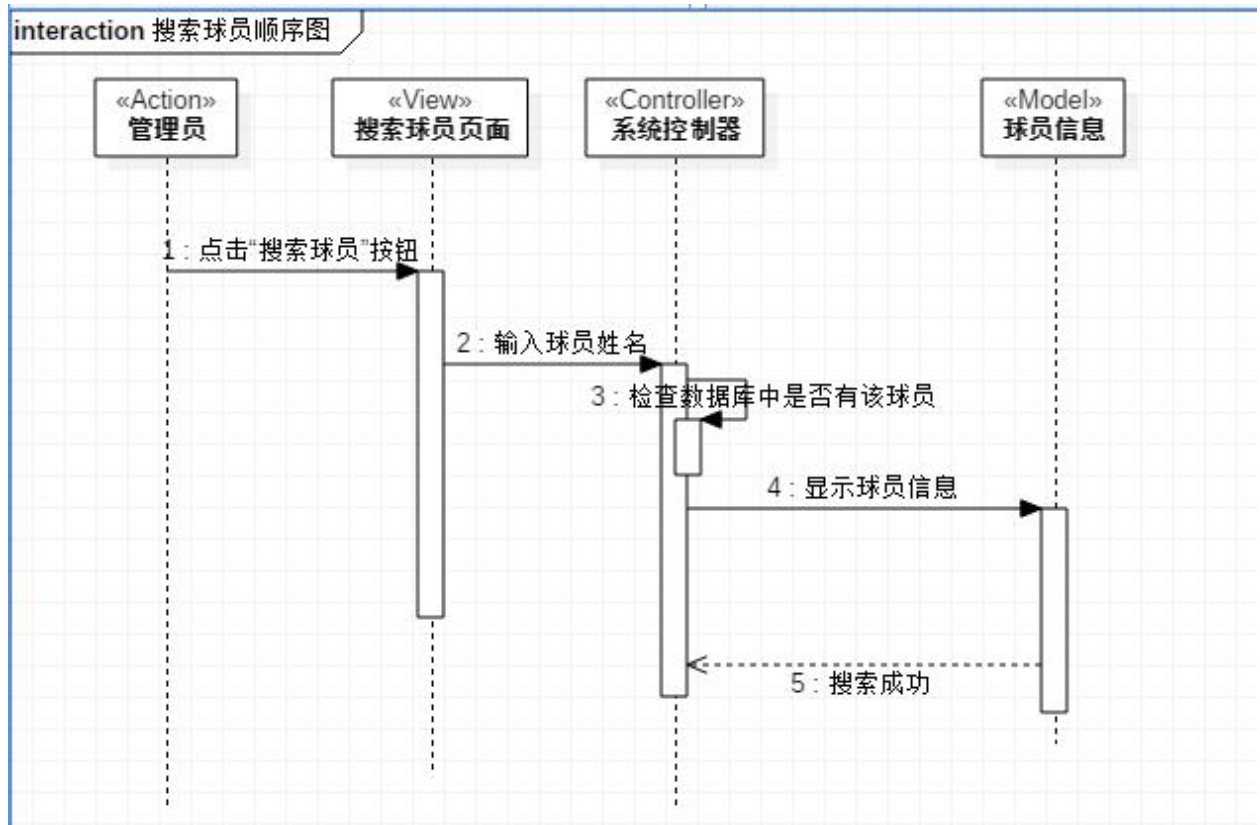 interaction 搜索球员顺序图
«Action»
管理员
«View»
搜索球员页面
«Controller»
系统控制器
«Model»
球员信息
1 : 点击“搜索球员”按钮
2 : 输入球员姓名
3 : 检查数据库中是否有该球员
4 : 显示球员信息
5 : 搜索成功